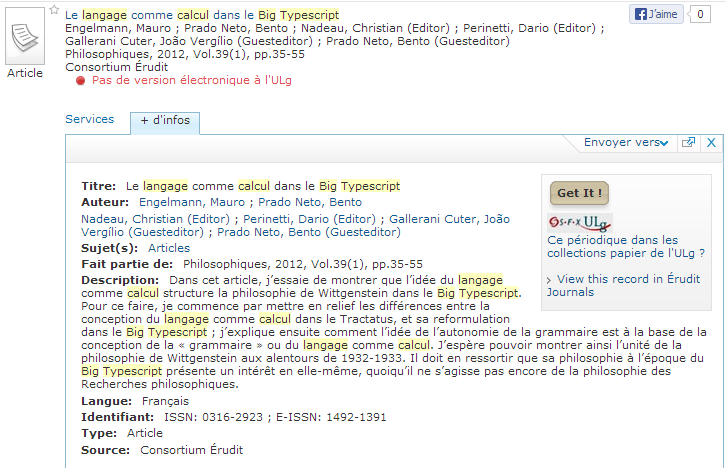 Le langage comme calcul dans le Big Typescript
J'aime 0
Engelmann, Mauro ; Prado Neto, Bento ; Nadeau, Christian (Editor) ; Perinetti, Dario (Editor) ;
Gallerani Cuter, João Vergílio (Guesteditor) ; Prado Neto, Bento (Guesteditor)
Philosophiques, 2012, Vol.39(1), pp.35-55
Consortium Érudit
Article
Pas de version électronique à l'ULg
Services
+ d'infos
Envoyer vers
X
Titre: Le langage comme calcul dans le Big Typescript
Auteur: Engelmann, Mauro ; Prado Neto, Bento
Nadeau, Christian (Editor) ; Perinetti, Dario (Editor) ; Gallerani Cuter, João
Vergílio (Guesteditor) ; Prado Neto, Bento (Guesteditor)
Sujet(s): Articles
Fait partie de: Philosophiques, 2012, Vol.39(1), pp.35-55
Description: Dans cet article, j’essaie de montrer que l’idée du langage
comme calcul structure la philosophie de Wittgenstein dans le Big Typescript.
Pour ce faire, je commence par mettre en relief les différences entre la
conception du langage comme calcul dans le Tractatus, et sa reformulation
dans le Big Typescript ; j’explique ensuite comment l’idée de l’autonomie de la grammaire est à la base de la
conception de la « grammaire » ou du langage comme calcul. J’espère pouvoir montrer ainsi l’unité de la
philosophie de Wittgenstein aux alentours de 1932-1933. Il doit en ressortir que sa philosophie à l’époque du
Big Typescript présente un intérêt en elle-même, quoiqu’il ne s’agisse pas encore de la philosophie des
Recherches philosophiques.
Langue: Français
Identifiant: ISSN: 0316-2923 ; E-ISSN: 1492-1391
Type: Article
Source: Consortium Érudit
Get It !
S·F·X ULg
Ce périodique dans les
collections papier de l'ULg ?
> View this record in Érudit
Journals